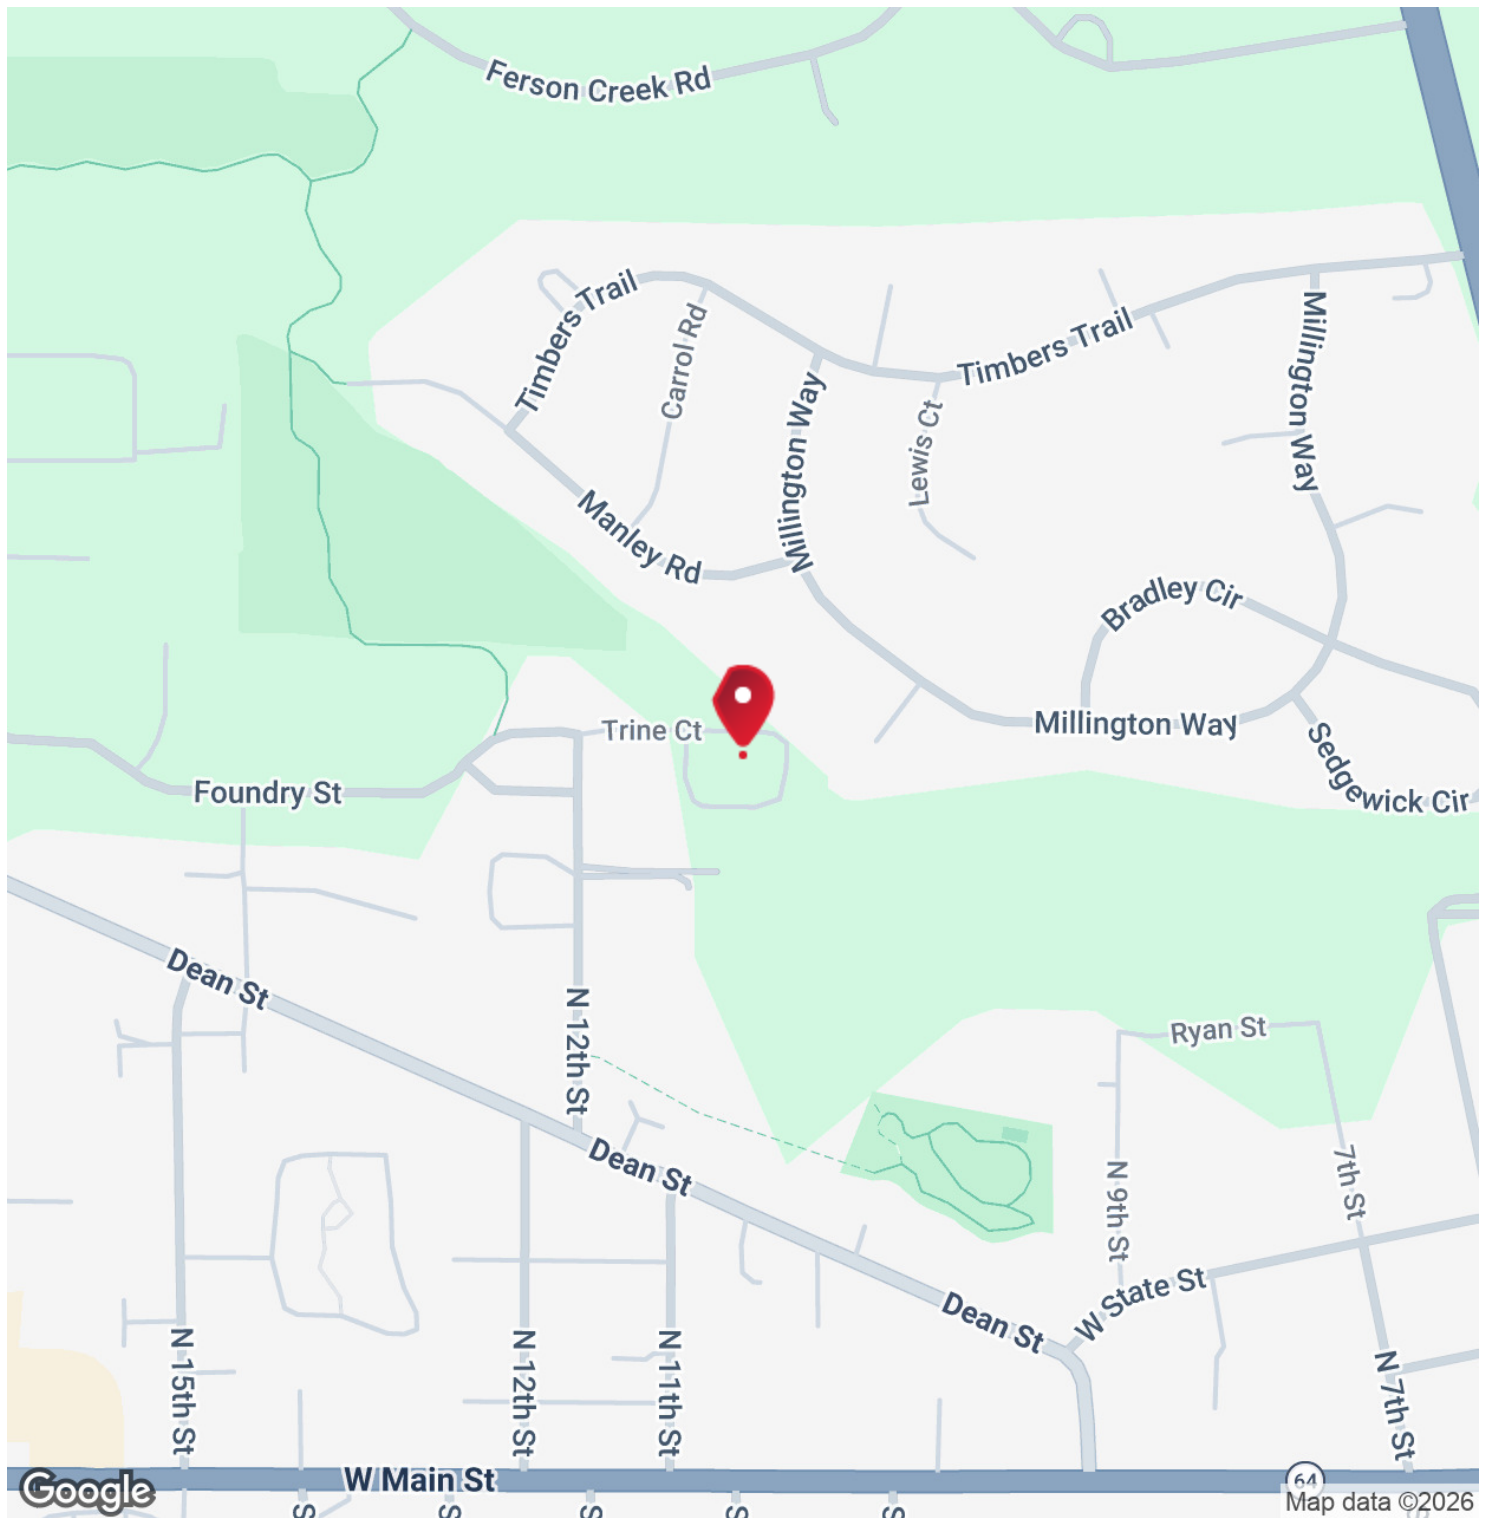 Ferson Creek Rd
Timbers Trail
Carrol Rd
Timbers Trail
Millington Way
Millington Way
Lewis Ct
Manley Rd
Bradley Cir
Trine Ct
Millington Way
Sedgewick Cir
Foundry St
Dean St
N 12th St
Ryan St
Dean St
N 9th St
7th St
W State St
Dean St
N 15th St
N 12th St
N 11th St
N 7th St
W Main St
64
Google
Map data ©2026
S
S
S
S
S